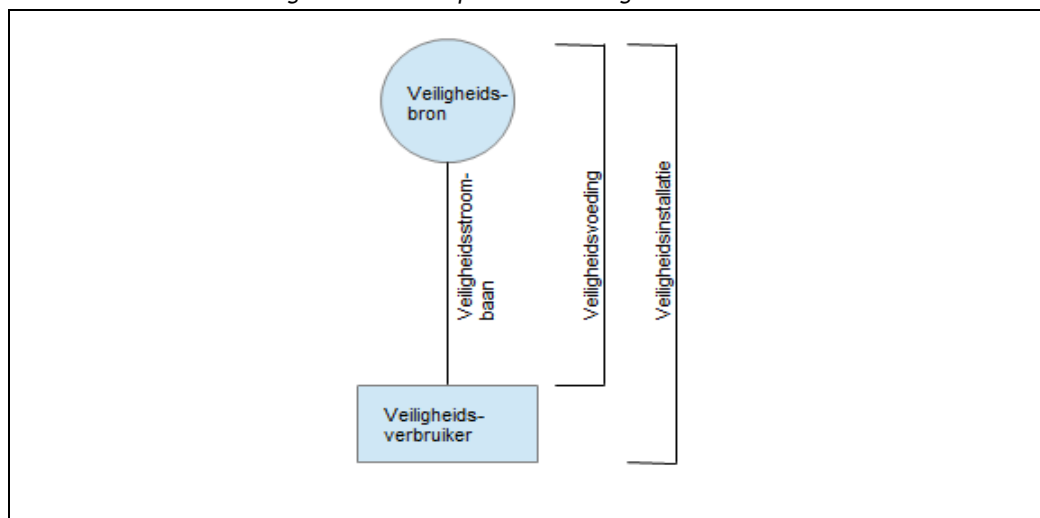 Veiligheids-
bron
Veiligheidsstroom-
baan
Veiligheidsvoeding
Veiligheidsinstallatie
Veiligheids-
verbruiker